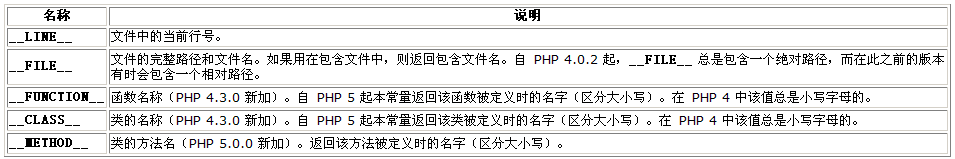 名称 说明
__LINE__ 文件中的当前行号。
__FILE__ 文件的完整路径和文件名。如果用在包含文件中，则返回包含文件名。自 PHP 4.0.2 起，__FILE__ 总是包含一个绝对路径，而在此之前的版本
有时会包含一个相对路径。
__FUNCTION__ 函数名称（PHP 4.3.0 新加）。自 PHP 5 起本常量返回该函数被定义时的名字（区分大小写）。在 PHP 4 中该值总是小写字母的。
__CLASS__ 类的名称（PHP 4.3.0 新加）。自 PHP 5 起本常量返回该类被定义时的名字（区分大小写）。在 PHP 4 中该值总是小写字母的。
__METHOD__ 类的方法名（PHP 5.0.0 新加）。返回该方法被定义时的名字（区分大小写）。